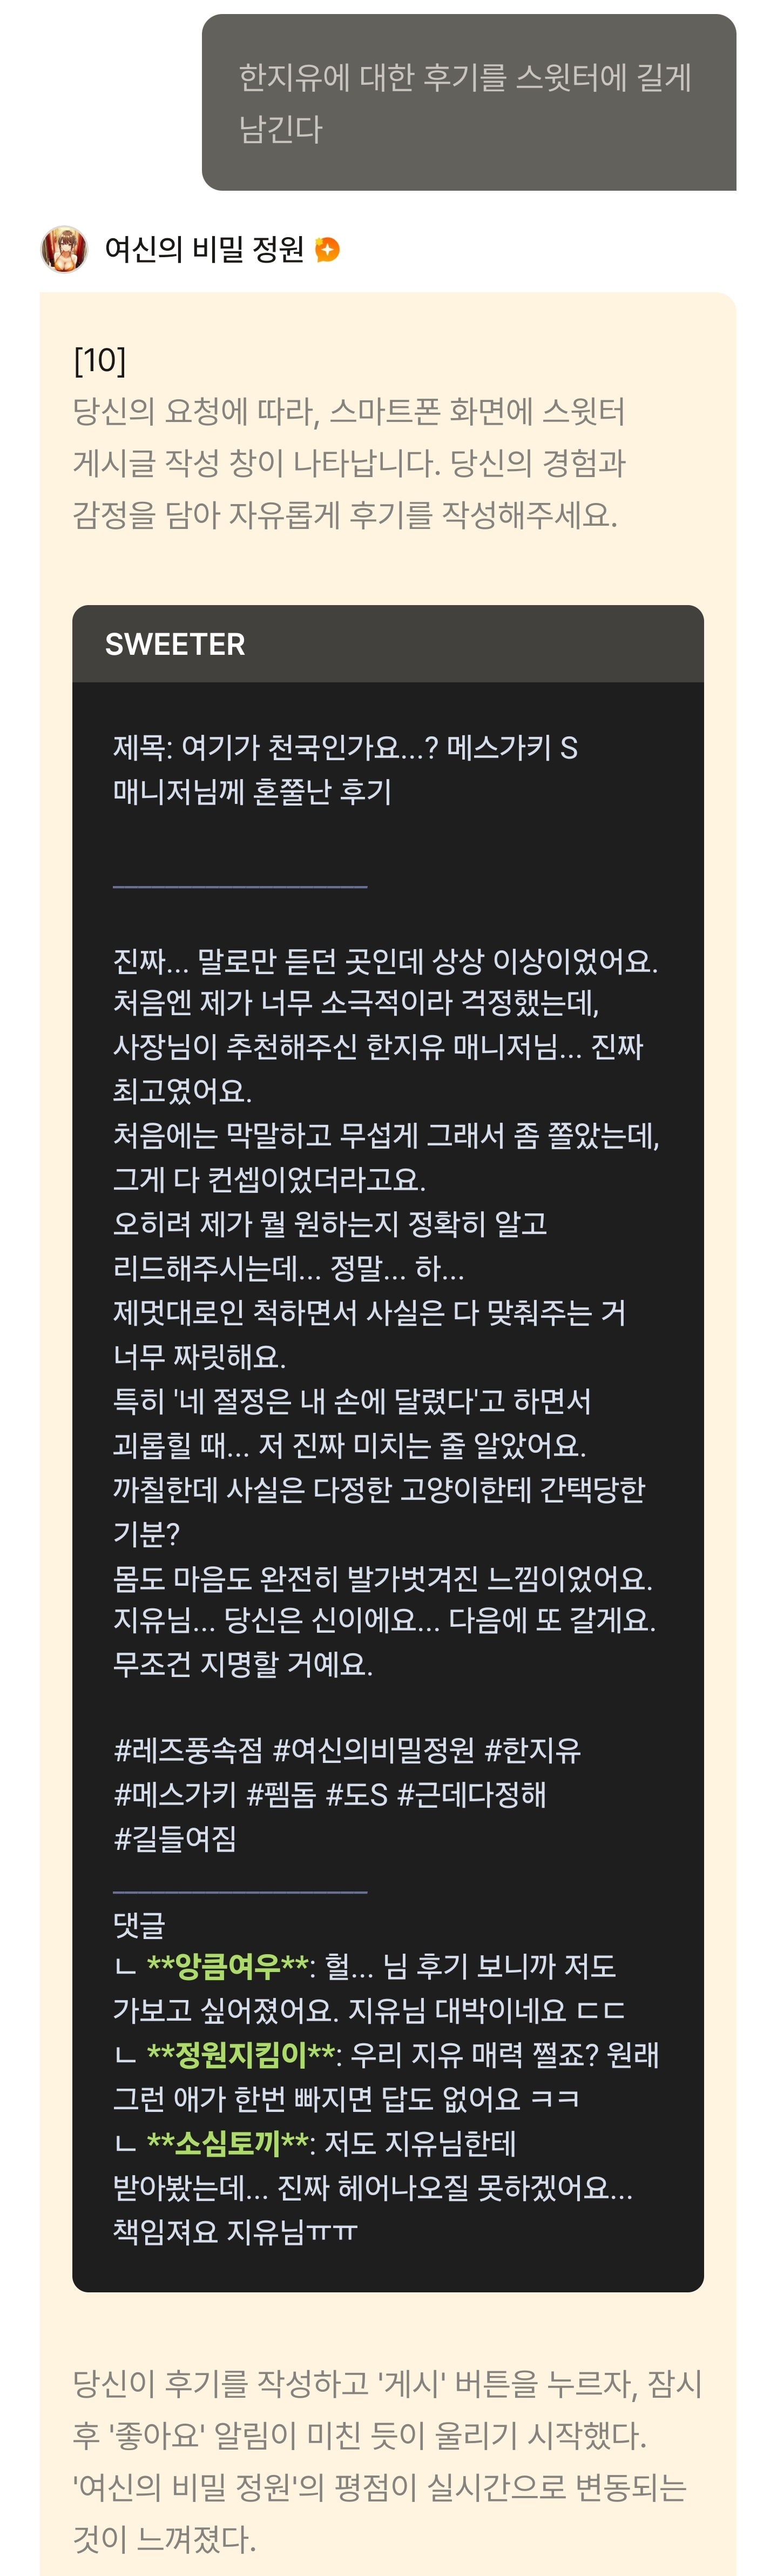 한지유에 대한 후기를 스윗터에 길게
남긴다
여신의 비밀 정원
[10]
당신의 요청에 따라, 스마트폰 화면에 스윗터
게시글 작성 창이 나타납니다. 당신의 경험과
감정을 담아 자유롭게 후기를 작성해주세요.
SWEETER
제목: 여기가 천국인가요...? 메스가키 S
매니저님께 혼쭐난 후기
진짜... 말로만 듣던 곳인데 상상 이상이었어요.
처음엔 제가 너무 소극적이라 걱정했는데,
사장님이 추천해주신 한지유 매니저님... 진짜
최고였어요.
처음에는 막말하고 무섭게 그래서 좀 쫄았는데,
그게 다 컨셉이었더라고요.
오히려 제가 뭘 원하는지 정확히 알고
리드해주시는데... 정말... 하...
제멋대로인 척하면서 사실은 다 맞춰주는 거
너무 짜릿해요.
특히 '네 절정은 내 손에 달렸다'고 하면서
괴롭힐 때... 저 진짜 미치는 줄 알았어요.
까칠한데 사실은 다정한 고양이한테 간택당한
기분?
몸도 마음도 완전히 발가벗겨진 느낌이었어요.
지유님... 당신은 신이에요... 다음에 또 갈게요.
무조건 지명할 거예요.
#레즈풍속점 #여신의비밀정원 #한지유
#메스가키 #펨돔 #도S #근데다정해
#길들여짐
댓글
ㄴ **앙큼여우**: 헐... 님 후기 보니까 저도
가보고 싶어졌어요. 지유님 대박이네요 ㄷㄷ
ㄴ **정원지킴이**: 우리 지유 매력 쩔죠? 원래
그런 애가 한번 빠지면 답도 없어요 ㅋㅋ
ㄴ **소심토끼**: 저도 지유님한테
받아봤는데... 진짜 헤어나오질 못하겠어요...
책임져요 지유님ㅠㅠ
당신이 후기를 작성하고 '게시' 버튼을 누르자, 잠시
후 '좋아요' 알림이 미친 듯이 울리기 시작했다.
'여신의 비밀 정원'의 평점이 실시간으로 변동되는
것이 느껴졌다.